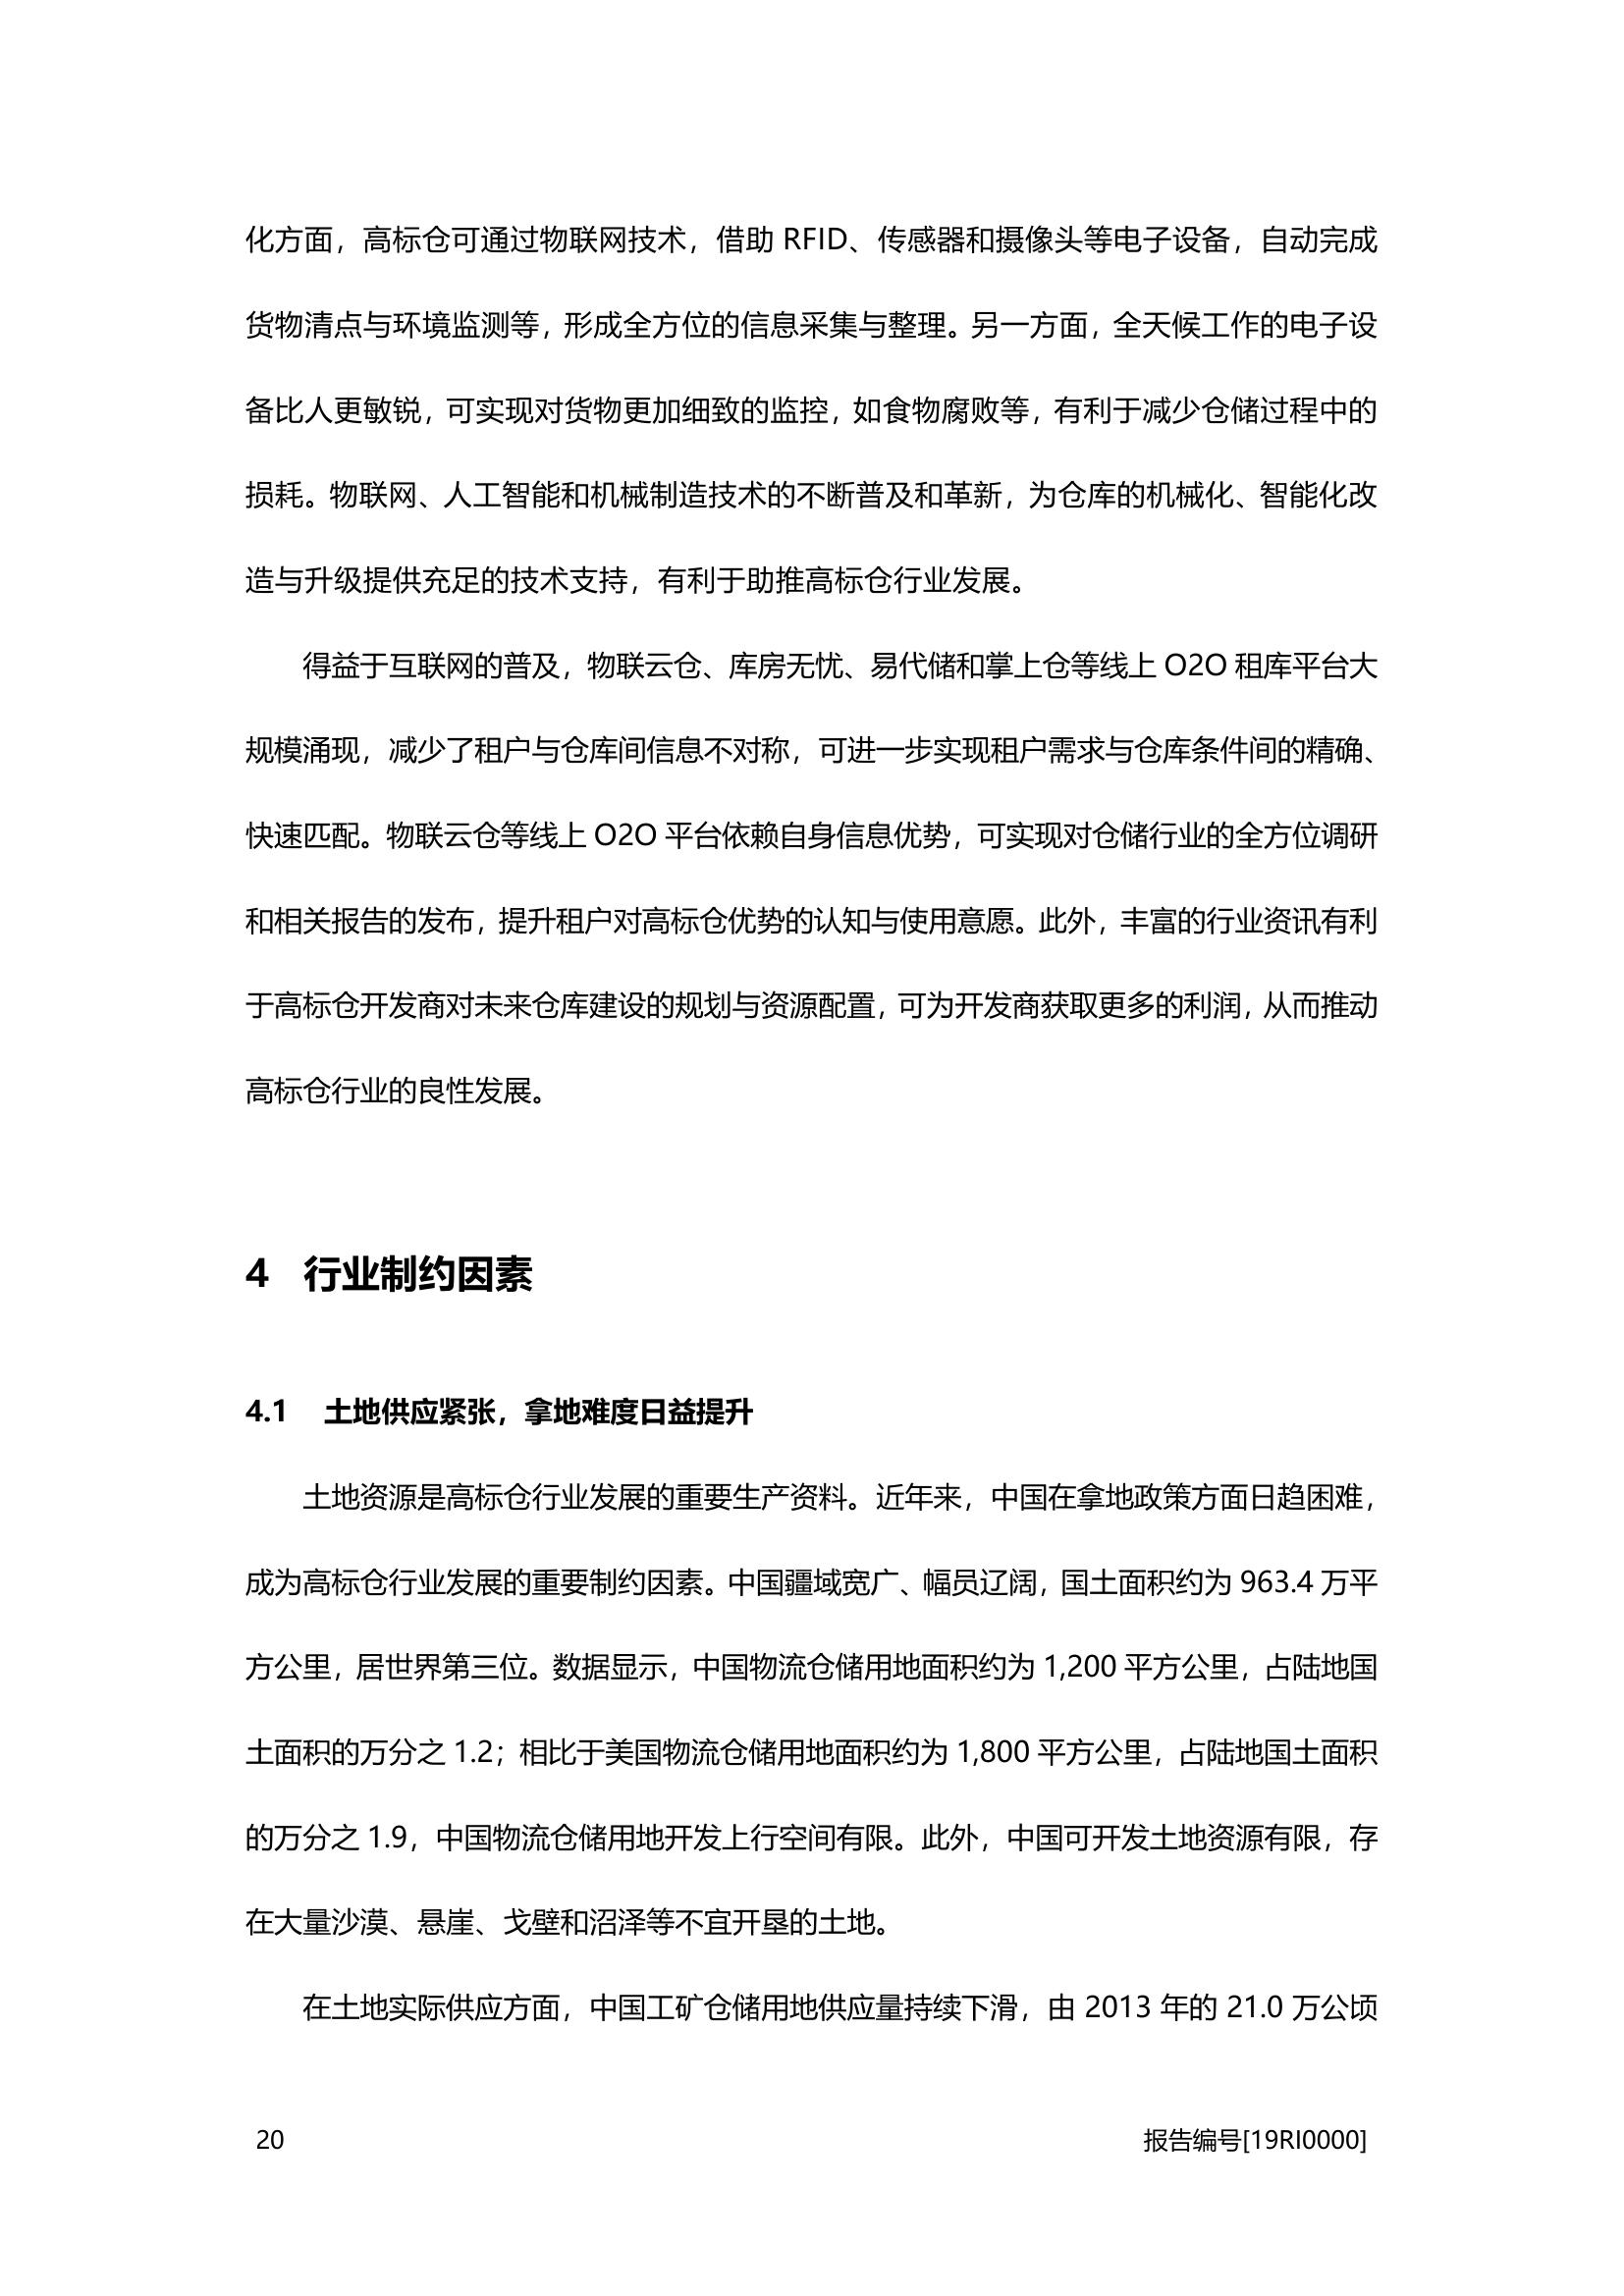 化方面，高标仓可通过物联网技术，借助 RFID、传感器和摄像头等电子设备，自动完成
货物清点与环境监测等，形成全方位的信息采集与整理。另一方面，全天候工作的电子设
备比人更敏锐，可实现对货物更加细致的监控，如食物腐败等，有利于减少仓储过程中的
损耗。物联网、人工智能和机械制造技术的不断普及和革新，为仓库的机械化、智能化改
造与升级提供充足的技术支持，有利于助推高标仓行业发展。
得益于互联网的普及，物联云仓、库房无忧、易代储和掌上仓等线上 O2O 租库平台大
规模涌现，减少了租户与仓库间信息不对称，可进一步实现租户需求与仓库条件间的精确、
快速匹配。物联云仓等线上 O2O 平台依赖自身信息优势，可实现对仓储行业的全方位调研
和相关报告的发布，提升租户对高标仓优势的认知与使用意愿。此外，丰富的行业资讯有利
于高标仓开发商对未来仓库建设的规划与资源配置，可为开发商获取更多的利润，从而推动
高标仓行业的良性发展。
4 行业制约因素
4.1 土地供应紧张，拿地难度日益提升
土地资源是高标仓行业发展的重要生产资料。近年来，中国在拿地政策方面日趋困难，
成为高标仓行业发展的重要制约因素。中国疆域宽广、幅员辽阔，国土面积约为 963.4 万平
方公里，居世界第三位。数据显示，中国物流仓储用地面积约为 1,200 平方公里，占陆地国
土面积的万分之 1.2；相比于美国物流仓储用地面积约为 1,800 平方公里，占陆地国土面积
的万分之 1.9，中国物流仓储用地开发上行空间有限。此外，中国可开发土地资源有限，存
在大量沙漠、悬崖、戈壁和沼泽等不宜开垦的土地。
在土地实际供应方面，中国工矿仓储用地供应量持续下滑，由 2013 年的 21.0 万公顷
20 报告编号[19RI0000]